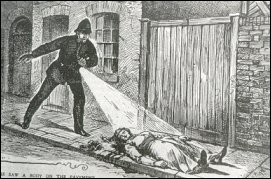 SAW A BODY ON THE PAVEMENT